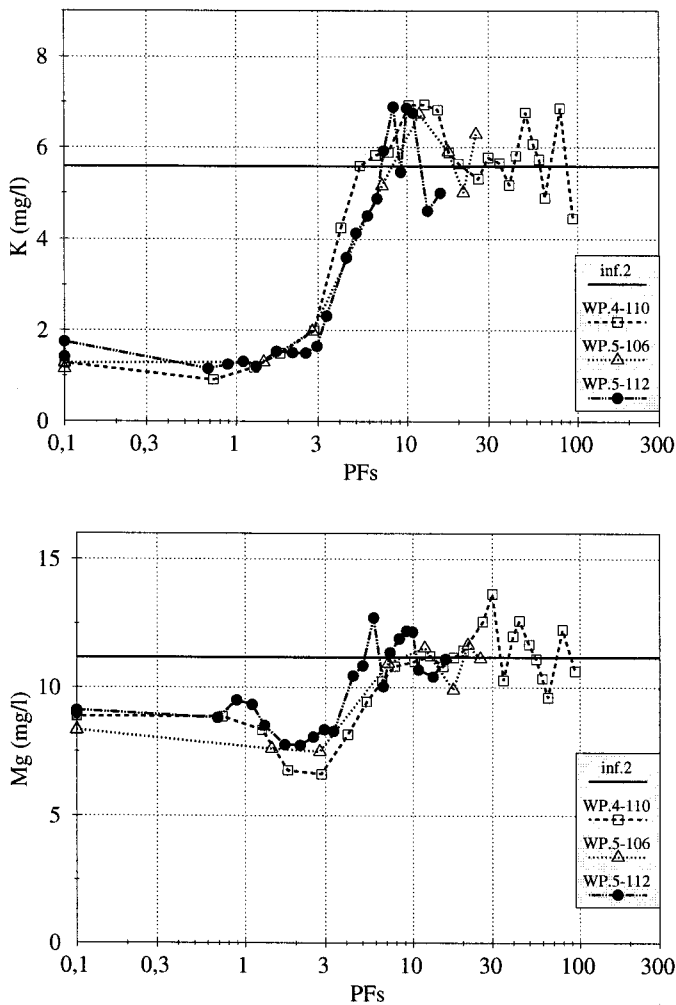 8
6
4
2
0
K (mg/l)
inf.2
WP.4-110
WP.5-106
WP.5-112
0,1 0,3 1 3 10 30 100 300
PFs
15
10
5
0
Mg (mg/l)
inf.2
WP.4-110
WP.5-106
WP.5-112
0,1 0,3 1 3 10 30 100 300
PFs